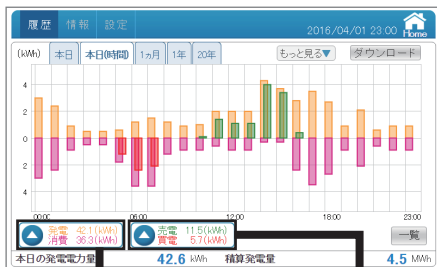 履歴 情報 設定 2016/04/01 23:00 Home
(kWh) 本日 本日(時間) 1ヵ月 1年 20年 もっと見る▼ ダウンロード
4
2
0
2
4
00:00 06:00 12:00 18:00 23:00
発電 42.1(kWh) 売電 11.5(kWh)
消費 36.3(kWh) 買電 5.7(kWh) 一覧
本日の発電電力量 42.6 kWh 積算発電量 4.5 MWh